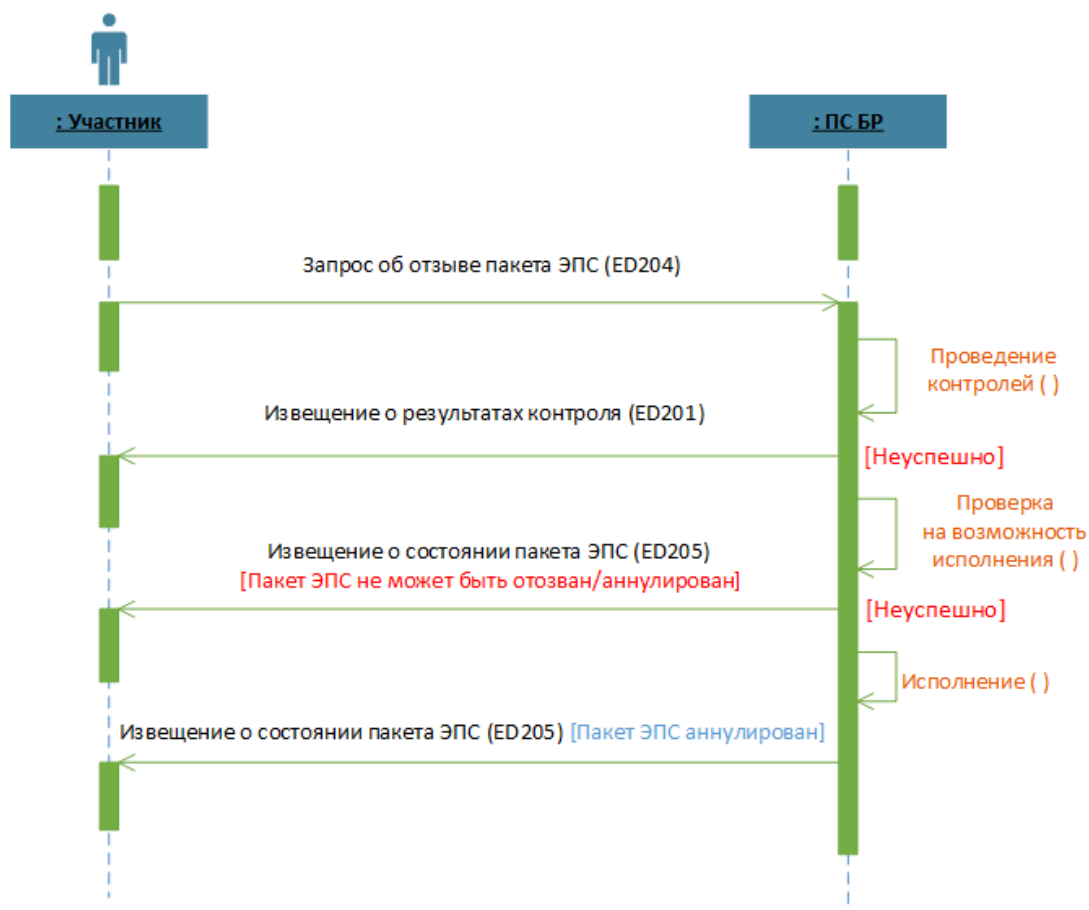 : Участник
: ПС БР
Запрос об отзыве пакета ЭПС (ED204)
Проведение
контролей ( )
Извещение о результатах контроля (ED201)
[Неуспешно]
Проверка
на возможность
исполнения ( )
Извещение о состоянии пакета ЭПС (ED205)
[Пакет ЭПС не может быть отозван/аннулирован]
[Неуспешно]
Исполнение ( )
Извещение о состоянии пакета ЭПС (ED205) [Пакет ЭПС аннулирован]